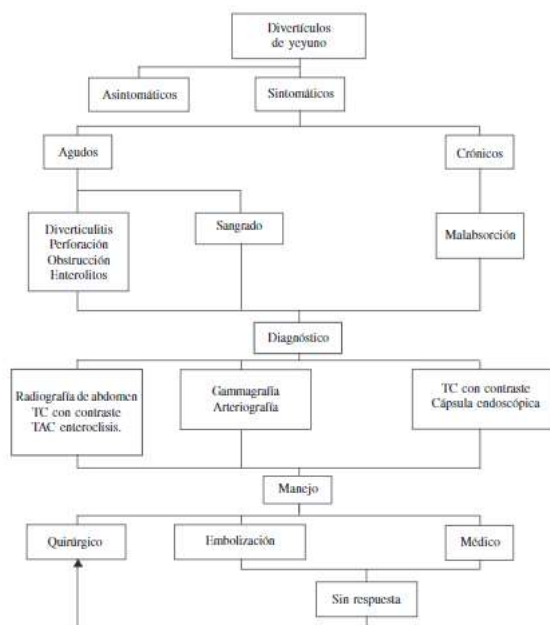 Divertículos
de yeyuno
Asintomáticos
Sintomáticos
Agudos
Crónicos
Diverticulitis
Perforación
Obstrucción
Enterolitos
Sangrado
Malabsorción
Diagnóstico
Radiografía de abdomen
TC con contraste
TAC enteroclisis.
Gammagrafía
Arteriografía
TC con contraste
Cápsula endoscópica
Manejo
Quirúrgico
Embolización
Médico
Sin respuesta